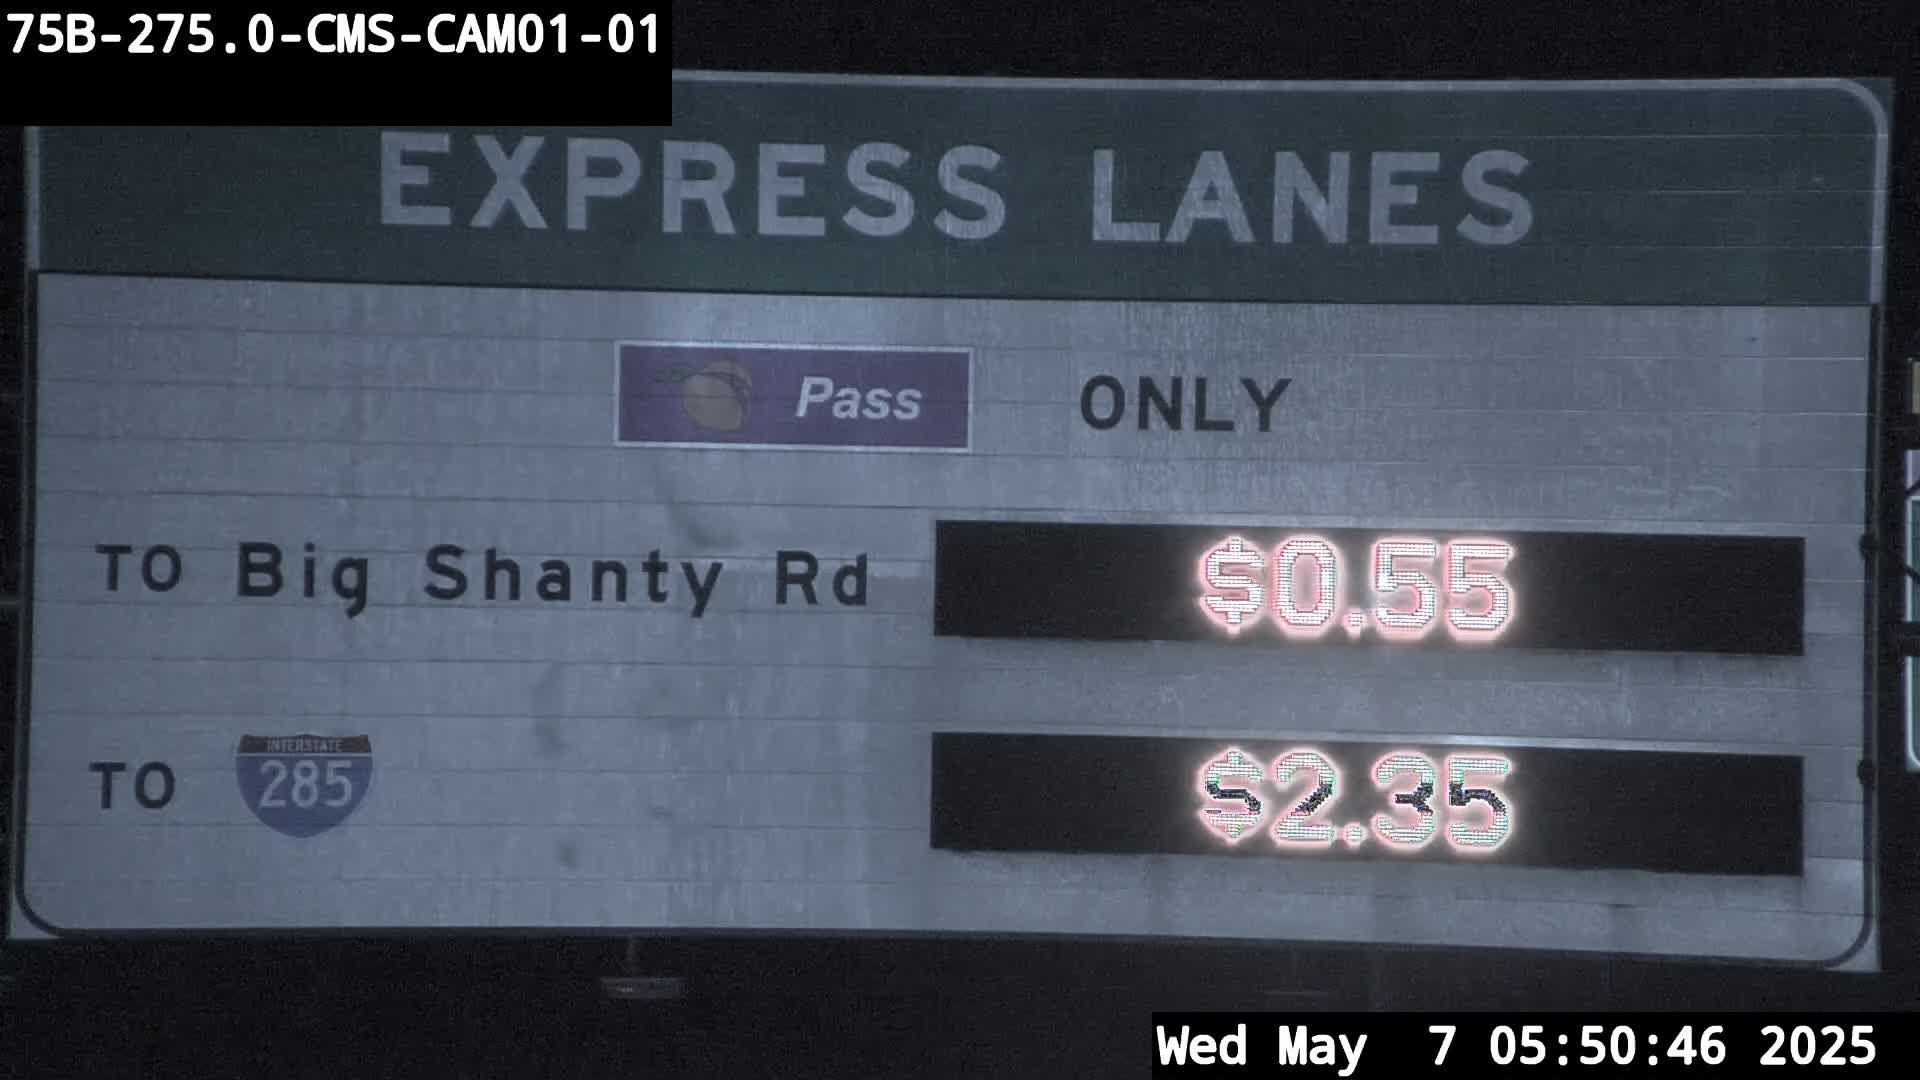 75B-275.0-CMS-CAM01-01
EXPRESS LANES
Pass ONLY
TO Big Shanty Rd $0.55
TO INTERSTATE 285 $2.35
Wed May 7 05:50:46 2025